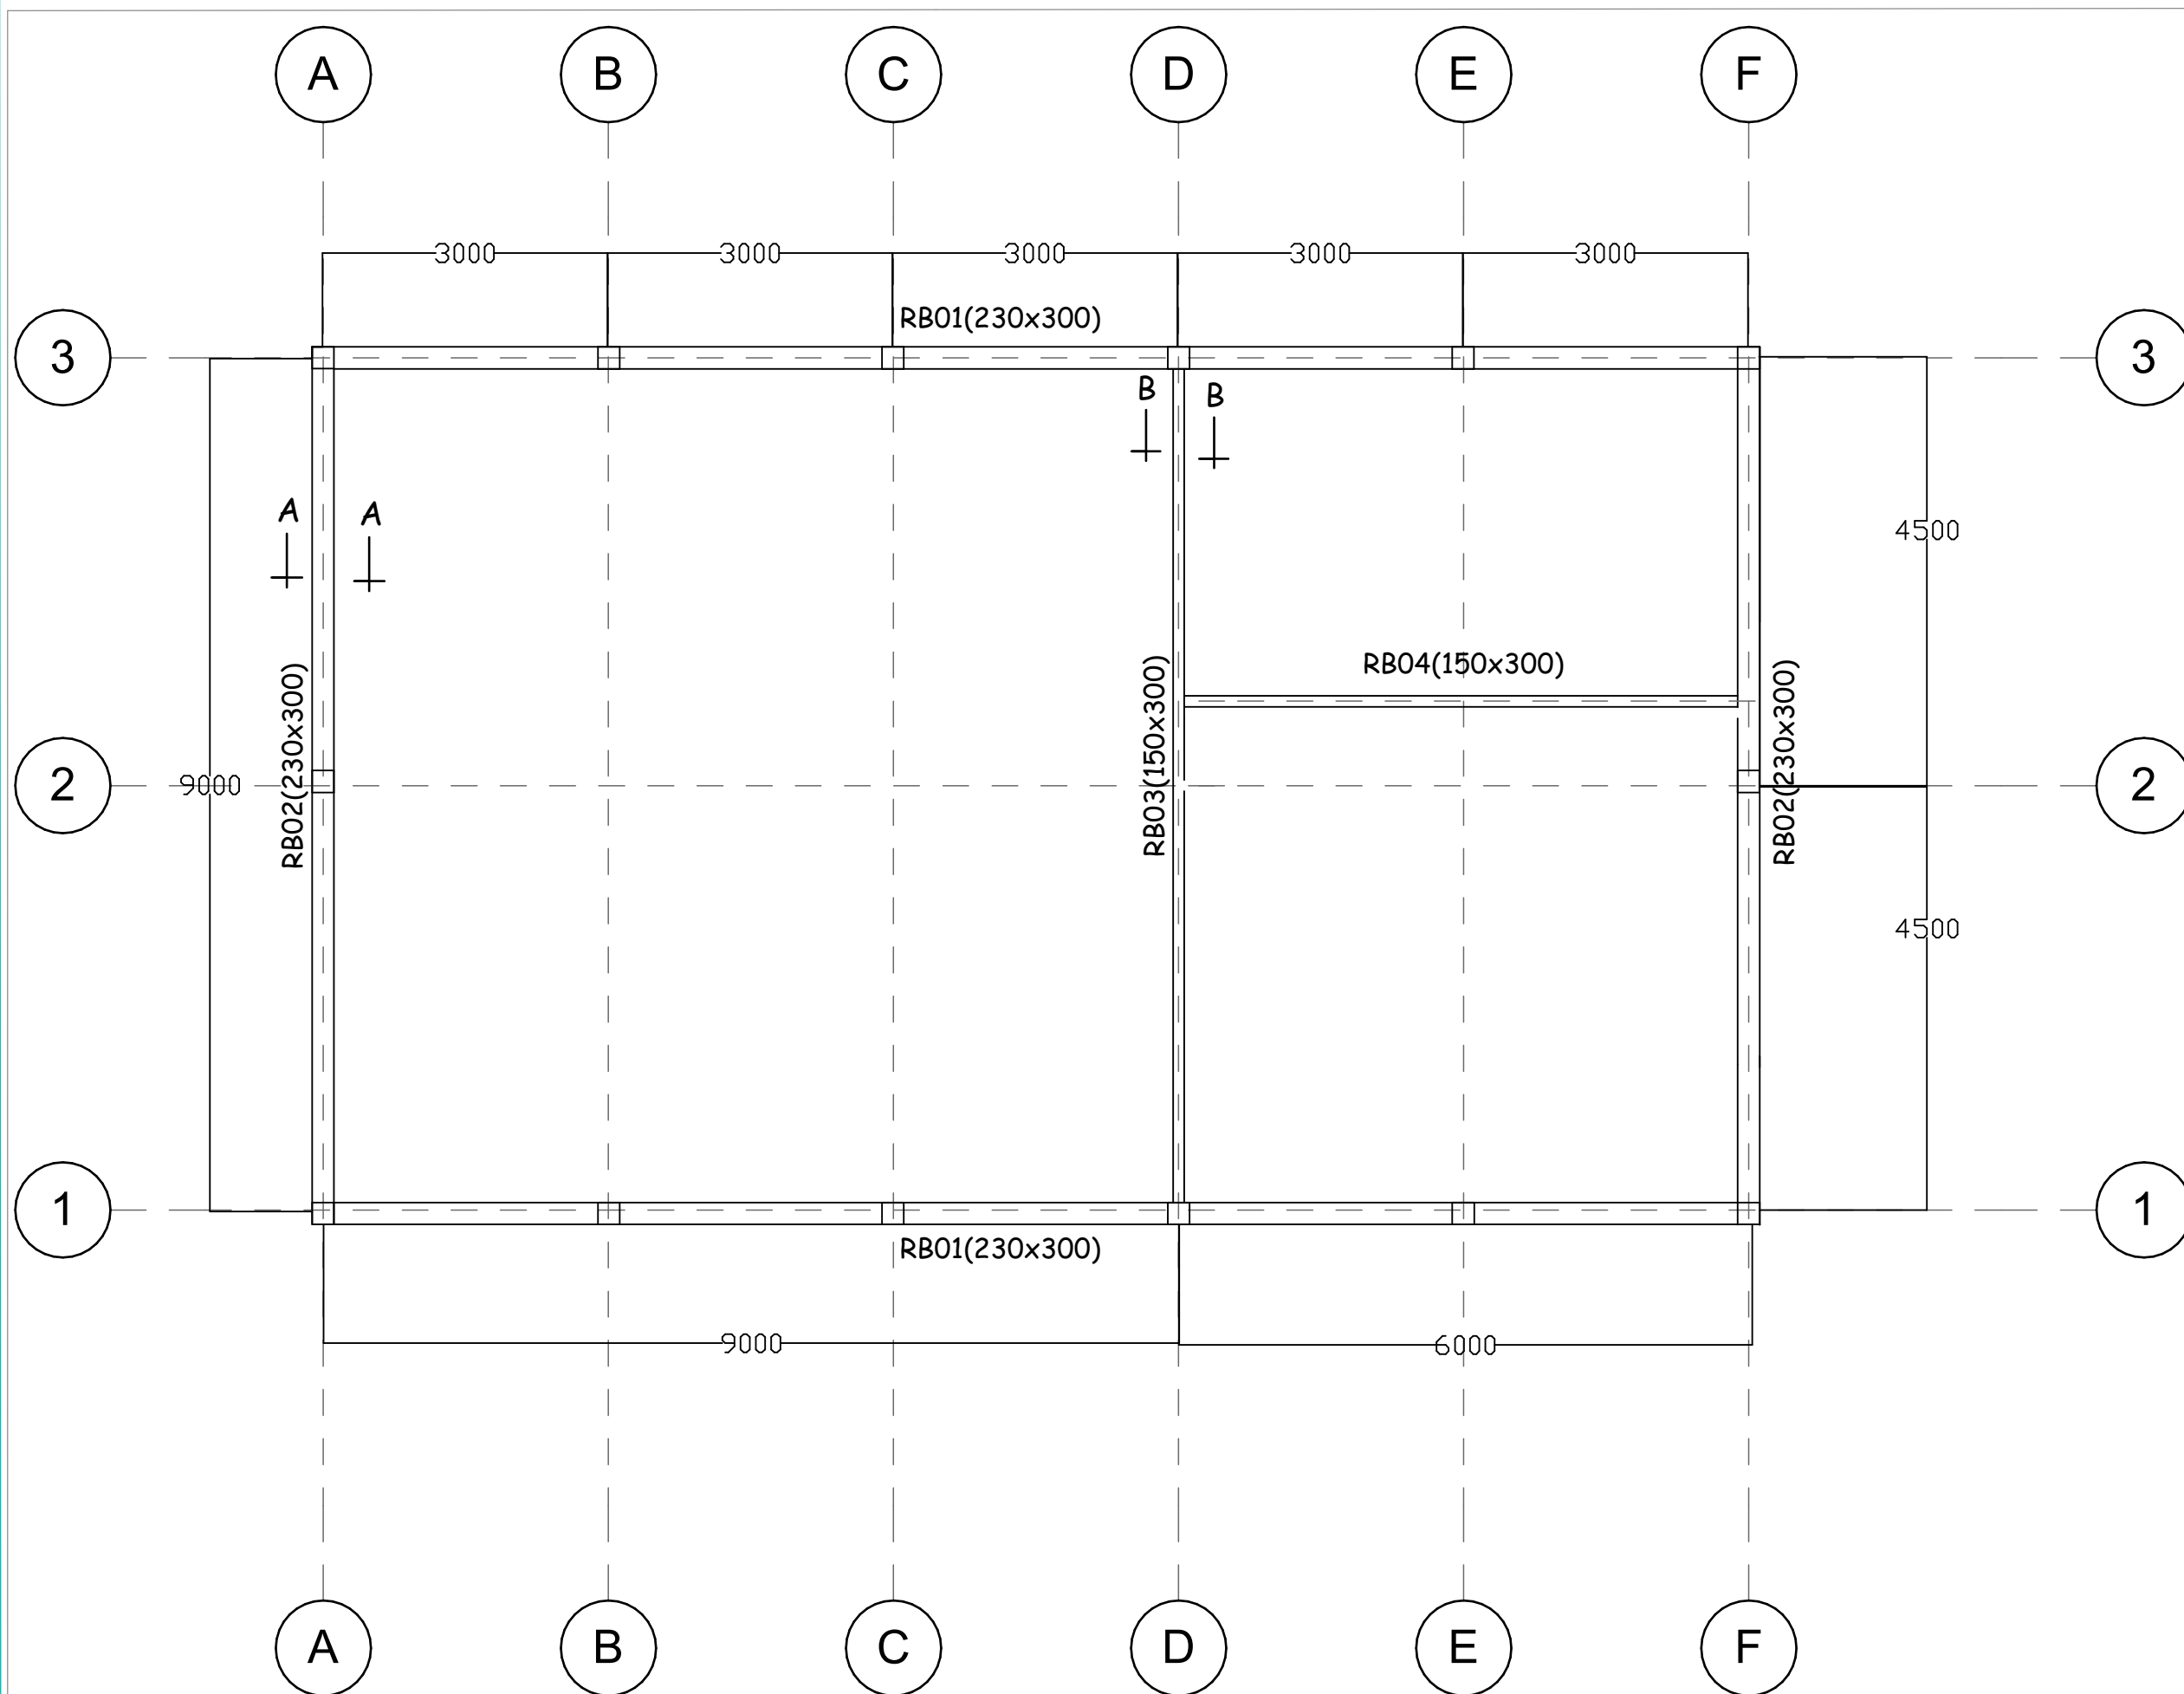 A B C D E F
3000 3000 3000 3000 3000
RB01(230x300)
3 3
B B
A A
4500
RB04(150x300)
RB02(230x300)
RB03(150x300)
RB02(230x300)
2 9000 2
4500
1 1
RB01(230x300)
9000 6000
A B C D E F